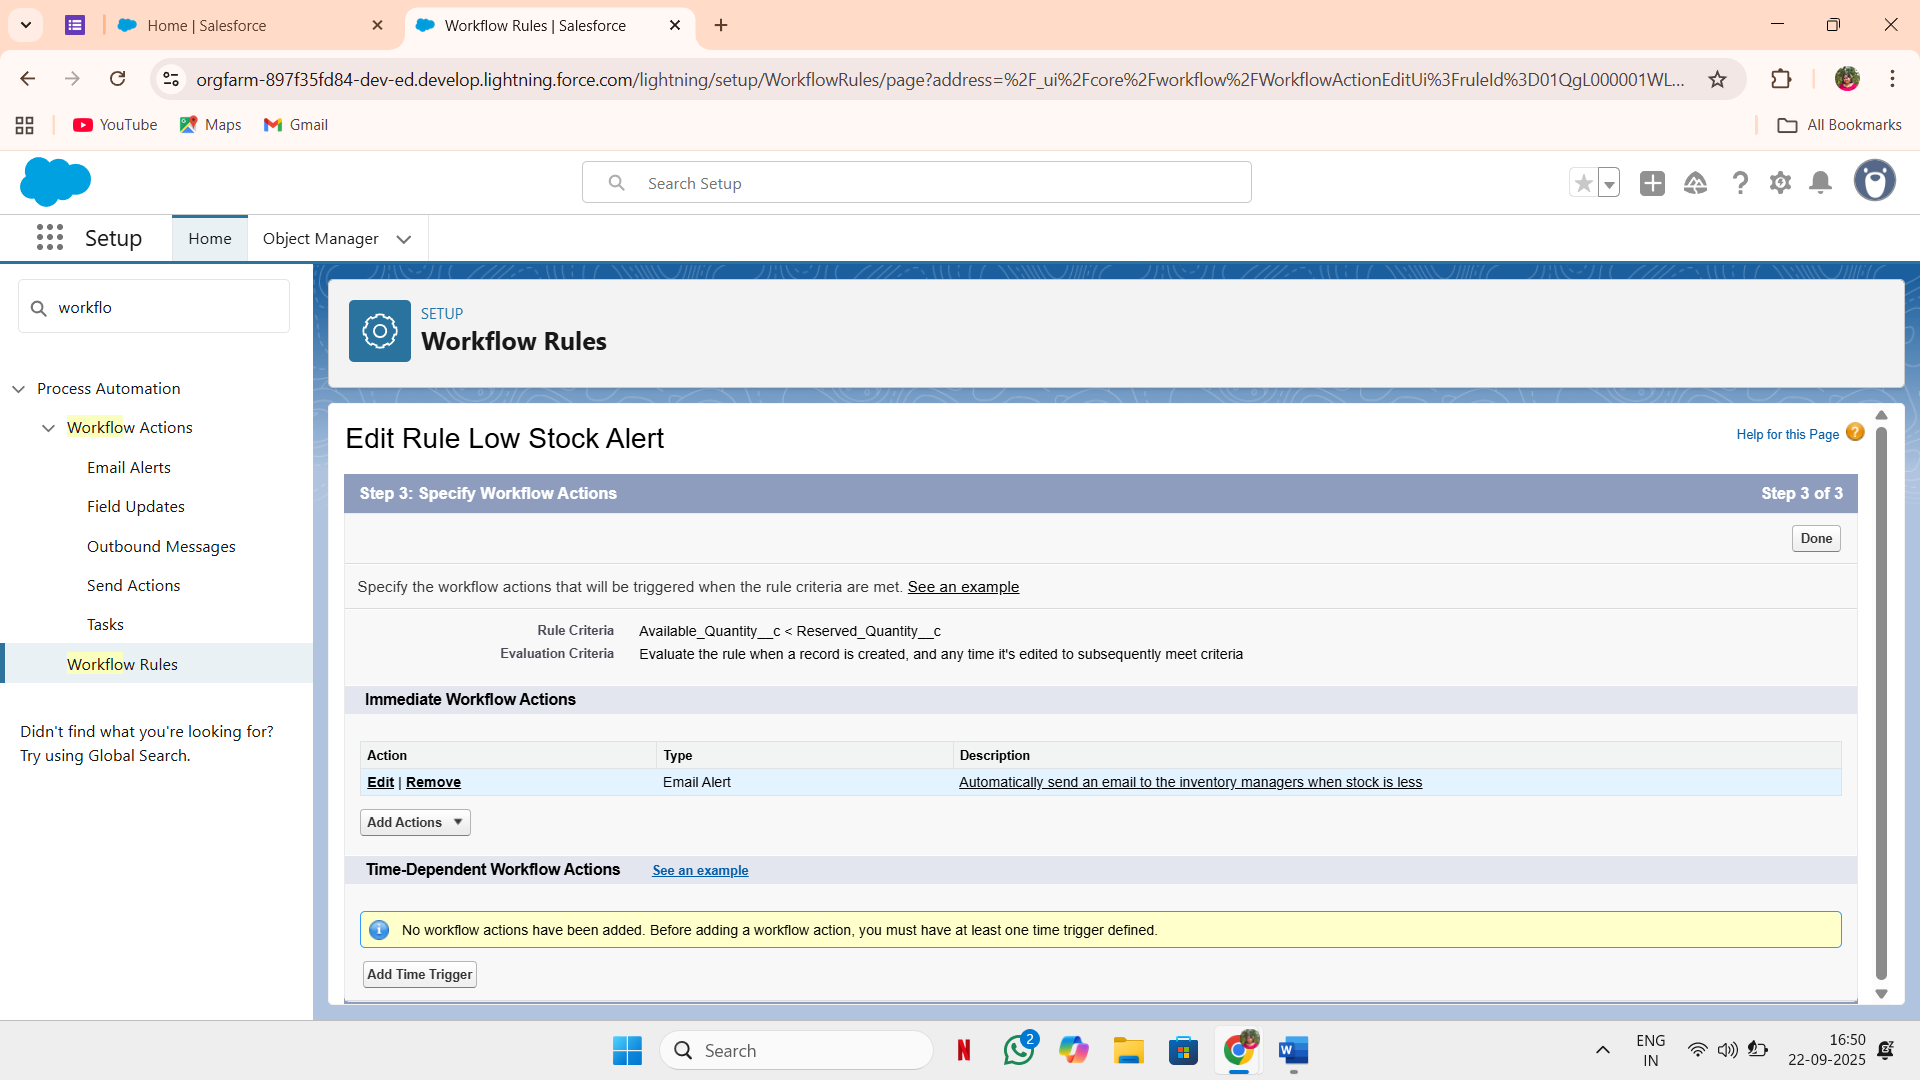 Home | Salesforce
Workflow Rules | Salesforce
orgfarm-897f35fd84-dev-ed.develop.lightning.force.com/lightning/setup/WorkflowRules/page?address=%2F_ui%2Fcore%2Fworkflow%2FWorkflowActionEditUi%3FruleId%3D01QgL000001WL...
YouTube
Maps
Gmail
All Bookmarks
Search Setup
Setup
Home
Object Manager
workflo
Process Automation
Workflow Actions
Email Alerts
Field Updates
Outbound Messages
Send Actions
Tasks
Workflow Rules
Didn't find what you're looking for?
Try using Global Search.
SETUP
Workflow Rules
Edit Rule Low Stock Alert
Help for this Page ?
Step 3: Specify Workflow Actions
Step 3 of 3
Done
Specify the workflow actions that will be triggered when the rule criteria are met. See an example
Rule Criteria Available_Quantity__c < Reserved_Quantity__c
Evaluation Criteria Evaluate the rule when a record is created, and any time it's edited to subsequently meet criteria
Immediate Workflow Actions
Action Type Description
Edit | Remove Email Alert Automatically send an email to the inventory managers when stock is less
Add Actions
Time-Dependent Workflow Actions See an example
No workflow actions have been added. Before adding a workflow action, you must have at least one time trigger defined.
Add Time Trigger
Search
N
2
W
ENG
IN
16:50
22-09-2025